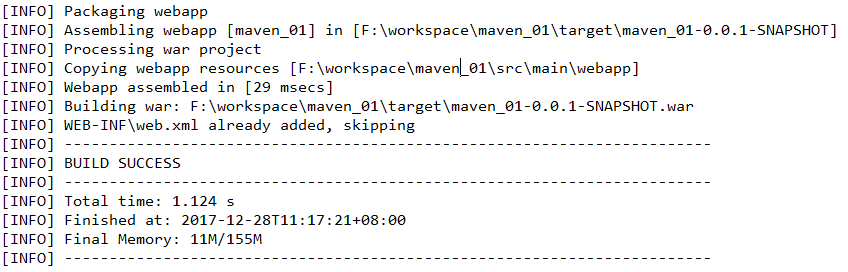 [INFO] Packaging webapp
[INFO] Assembling webapp [maven_01] in [F:\workspace\maven_01\target\maven_01-0.0.1-SNAPSHOT]
[INFO] Processing war project
[INFO] Copying webapp resources [F:\workspace\maven_01\src\main\webapp]
[INFO] Webapp assembled in [29 msecs]
[INFO] Building war: F:\workspace\maven_01\target\maven_01-0.0.1-SNAPSHOT.war
[INFO] WEB-INF\web.xml already added, skipping
[INFO] ------------------------------------------------------------------------
[INFO] BUILD SUCCESS
[INFO] ------------------------------------------------------------------------
[INFO] Total time: 1.124 s
[INFO] Finished at: 2017-12-28T11:17:21+08:00
[INFO] Final Memory: 11M/155M
[INFO] ------------------------------------------------------------------------